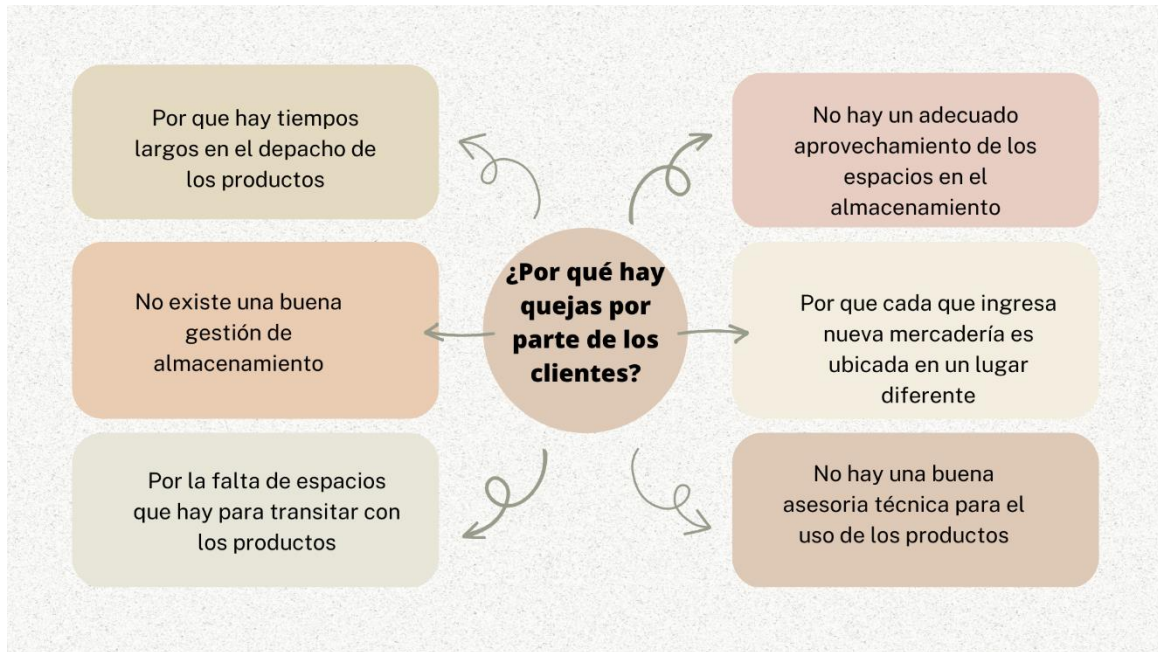 Por que hay tiempos
largos en el depacho de
los productos
No existe una buena
gestión de
almacenamiento
Por la falta de espacios
que hay para transitar con
los productos
¿Por qué hay
quejas por
parte de los
clientes?
No hay un adecuado
aprovechamiento de los
espacios en el
almacenamiento
Por que cada que ingresa
nueva mercadería es
ubicada en un lugar
diferente
No hay una buena
asesoria técnica para el
uso de los productos